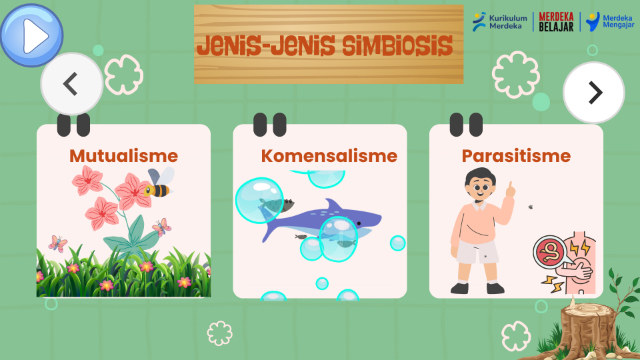 JENIS-JENIS SIMBIOSIS
Kurikulum
Merdeka
MERDEKA
BELAJAR
Merdeka
Mengajar
Mutualisme
Komensalisme
Parasitisme